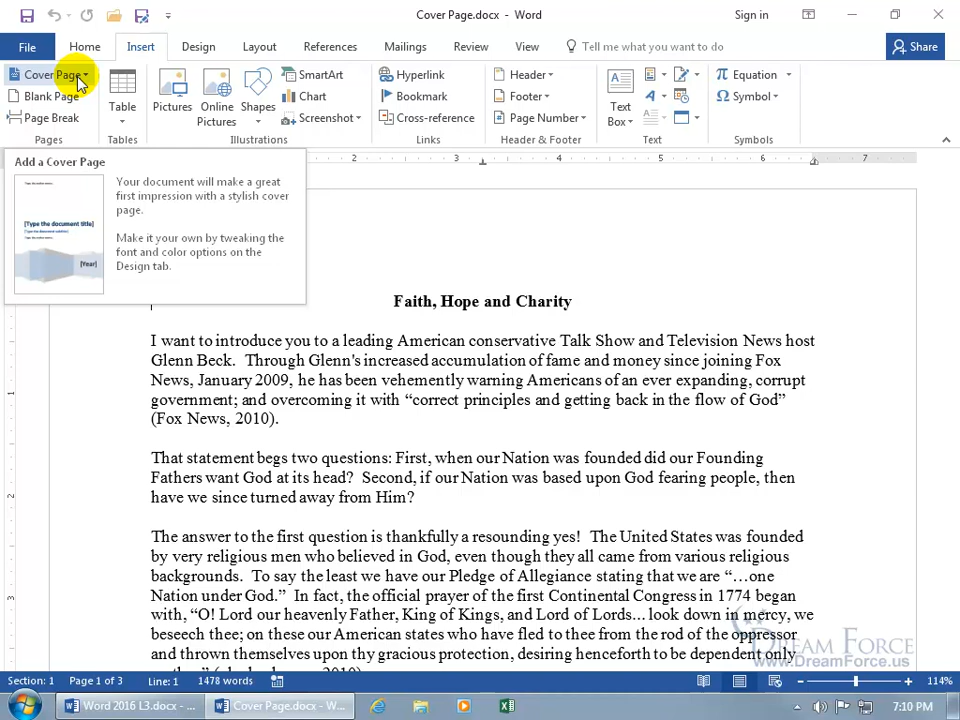 Cover Page.docx - Word
Sign in
File Home Insert Design Layout References Mailings Review View Tell me what you want to do Share
Cover Page
Blank Page
Page Break
Pages
Table
Tables
Pictures
Online Pictures
Shapes
SmartArt
Chart
Screenshot
Illustrations
Hyperlink
Bookmark
Cross-reference
Links
Header
Footer
Page Number
Header & Footer
Text Box
Text
Equation
Symbol
Symbols
2 3 4 5 6 7
Add a Cover Page
[Type the document title]
[Year]
Your document will make a great
first impression with a stylish cover
page.
Make it your own by tweaking the
font and color options on the
Design tab.
1
2
3
Faith, Hope and Charity
I want to introduce you to a leading American conservative Talk Show and Television News host
Glenn Beck.  Through Glenn's increased accumulation of fame and money since joining Fox
News, January 2009, he has been vehemently warning Americans of an ever expanding, corrupt
government; and overcoming it with “correct principles and getting back in the flow of God”
(Fox News, 2010).
That statement begs two questions: First, when our Nation was founded did our Founding
Fathers want God at its head?  Second, if our Nation was based upon God fearing people, then
have we since turned away from Him?
The answer to the first question is thankfully a resounding yes!  The United States was founded
by very religious men who believed in God, even though they all came from various religious
backgrounds.  To say the least we have our Pledge of Allegiance stating that we are “…one
Nation under God.”  In fact, the official prayer of the first Continental Congress in 1774 began
with, “O! Lord our heavenly Father, King of Kings, and Lord of Lords... look down in mercy, we
beseech thee; on these our American states who have fled to thee from the rod of the oppressor
and thrown themselves upon thy gracious protection, desiring henceforth to be dependent only
DREAM FORCE
www.DreamForce.us
Section: 1 Page 1 of 3 Line: 1 1478 words 114%
Word 2016 L3.docx - ...
Cover Page.docx - W...
7:10 PM